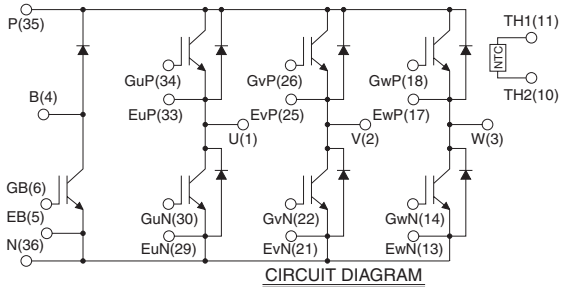 P(35)
TH1(11)
NTC
GuP(34)
GvP(26)
GwP(18)
TH2(10)
B(4)
EuP(33)
EvP(25)
EwP(17)
U(1)
V(2)
W(3)
GB(6)
GuN(30)
GvN(22)
GwN(14)
EB(5)
N(36)
EuN(29)
EvN(21)
EwN(13)
CIRCUIT DIAGRAM